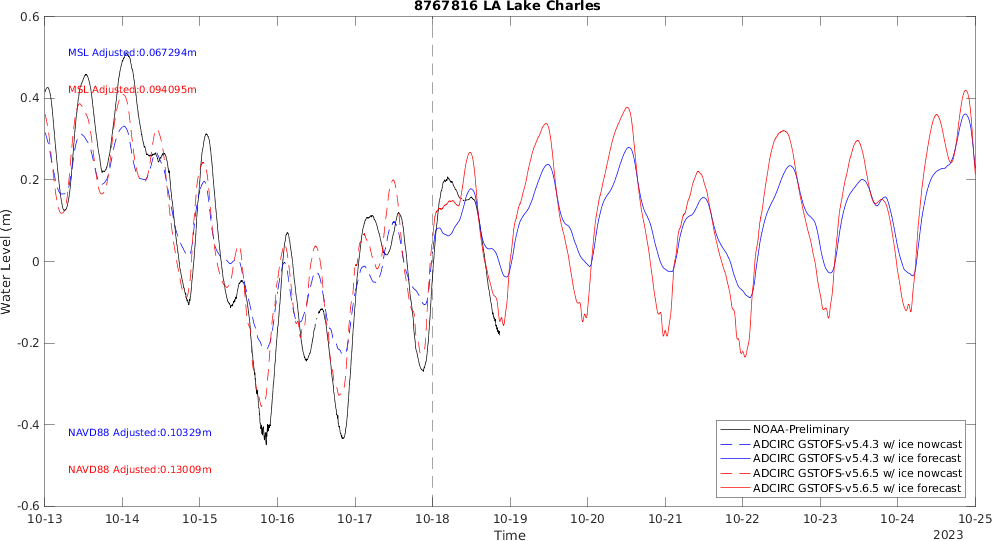 8767816 LA Lake Charles
MSL Adjusted:0.067294m
MSL Adjusted:0.094095m
NAVD88 Adjusted:0.10329m
NAVD88 Adjusted:0.13009m
Water Level (m)
0.6
0.4
0.2
0
-0.2
-0.4
-0.6
NOAA-Preliminary
ADCIRC GSTOFS-v5.4.3 w/ ice nowcast
ADCIRC GSTOFS-v5.4.3 w/ ice forecast
ADCIRC GSTOFS-v5.6.5 w/ ice nowcast
ADCIRC GSTOFS-v5.6.5 w/ ice forecast
10-13 10-14 10-15 10-16 10-17 10-18 10-19 10-20 10-21 10-22 10-23 10-24 10-25
Time
2023